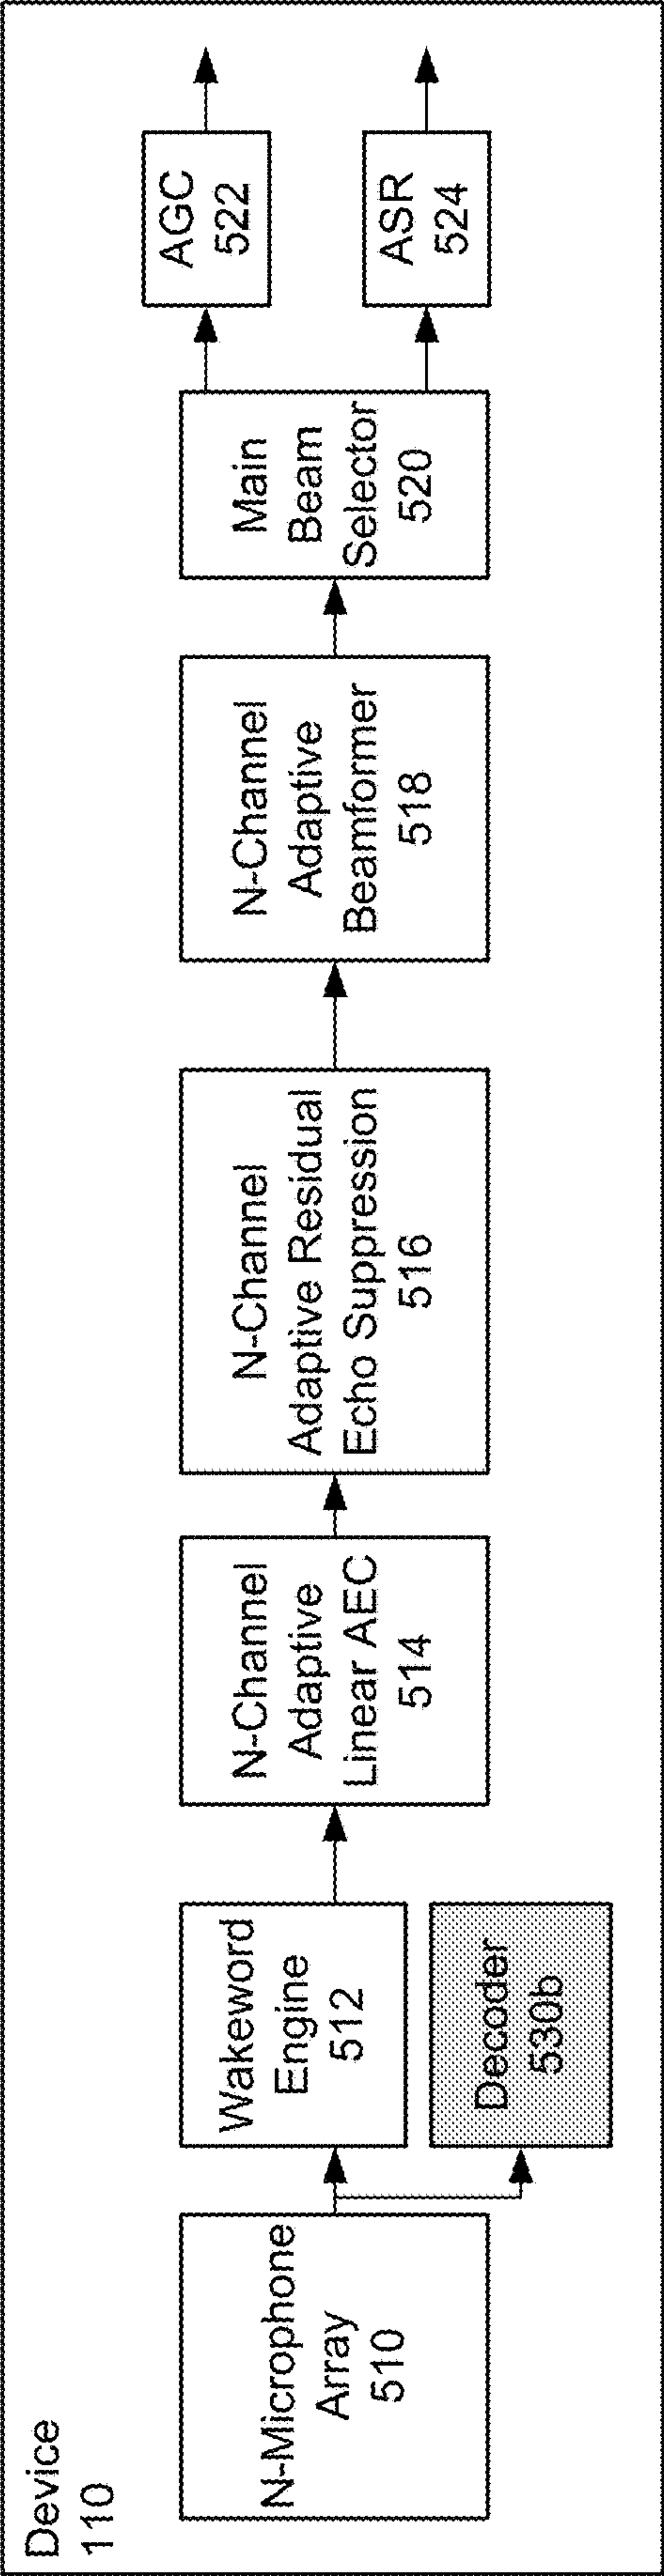 Device
110
N-Microphone
Array
510
Wakeword
Engine
512
Decoder
530b
N-Channel
Adaptive
Linear AEC
514
N-Channel
Adaptive Residual
Echo Suppression
516
N-Channel
Adaptive
Beamformer
518
Main
Beam
Selector
520
AGC
522
ASR
524